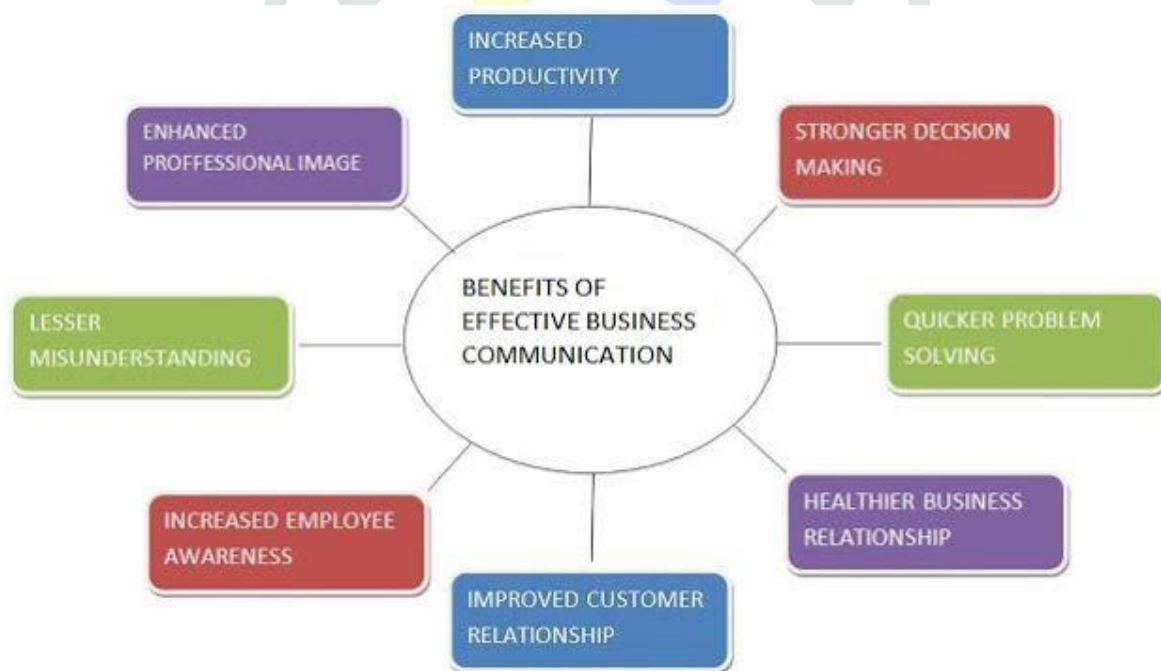 INCREASED
PRODUCTIVITY
STRONGER DECISION
MAKING
QUICKER PROBLEM
SOLVING
HEALTHIER BUSINESS
RELATIONSHIP
IMPROVED CUSTOMER
RELATIONSHIP
INCREASED EMPLOYEE
AWARENESS
LESSER
MISUNDERSTANDING
ENHANCED
PROFFESSIONAL IMAGE
BENEFITS OF
EFFECTIVE BUSINESS
COMMUNICATION